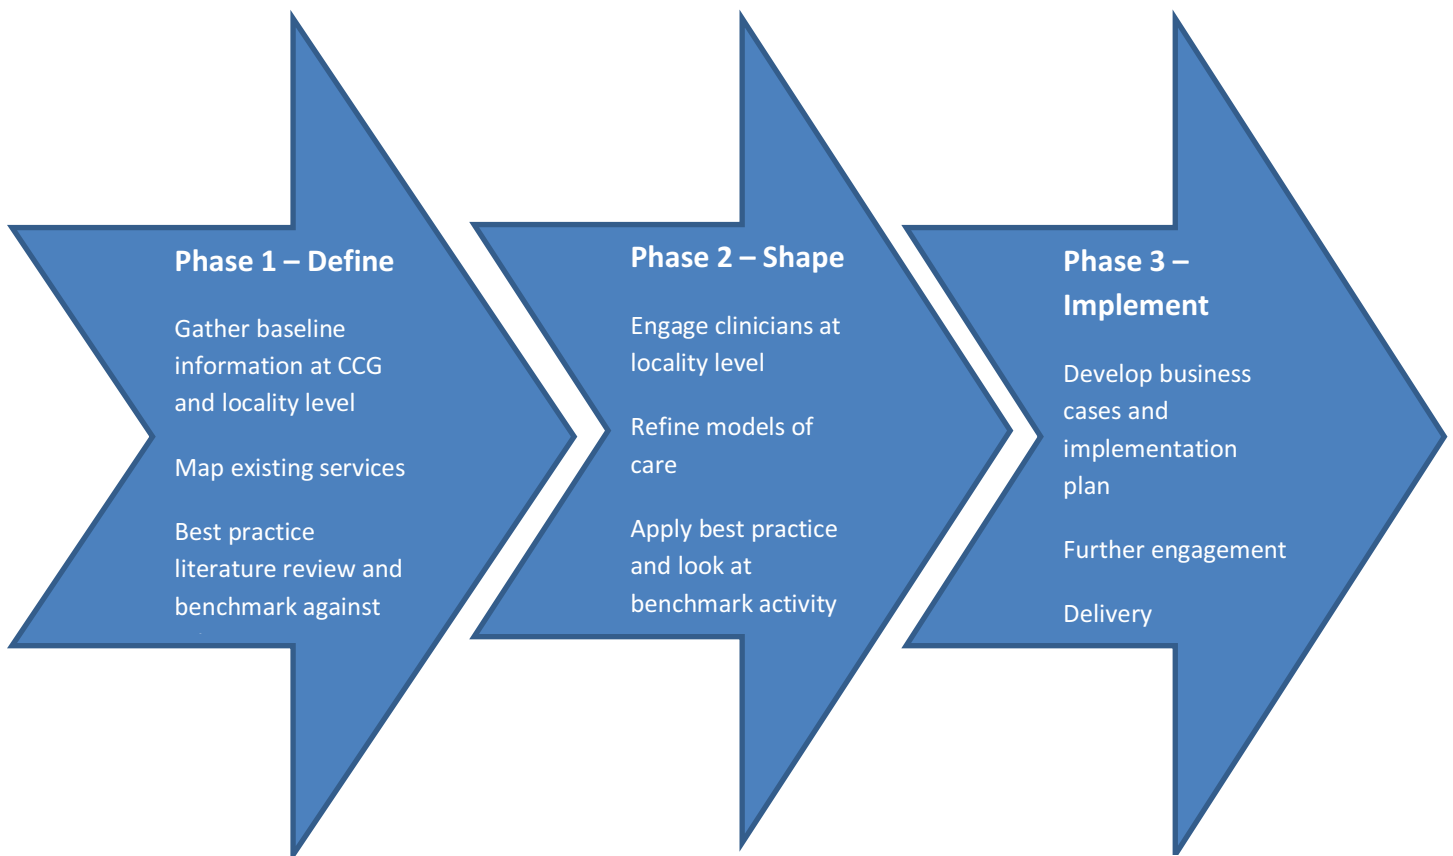 Phase 1 – Define
Gather baseline
information at CCG
and locality level
Map existing services
Best practice
literature review and
benchmark against
Phase 2 – Shape
Engage clinicians at
locality level
Refine models of
care
Apply best practice
and look at
benchmark activity
Phase 3 –
Implement
Develop business
cases and
implementation
plan
Further engagement
Delivery